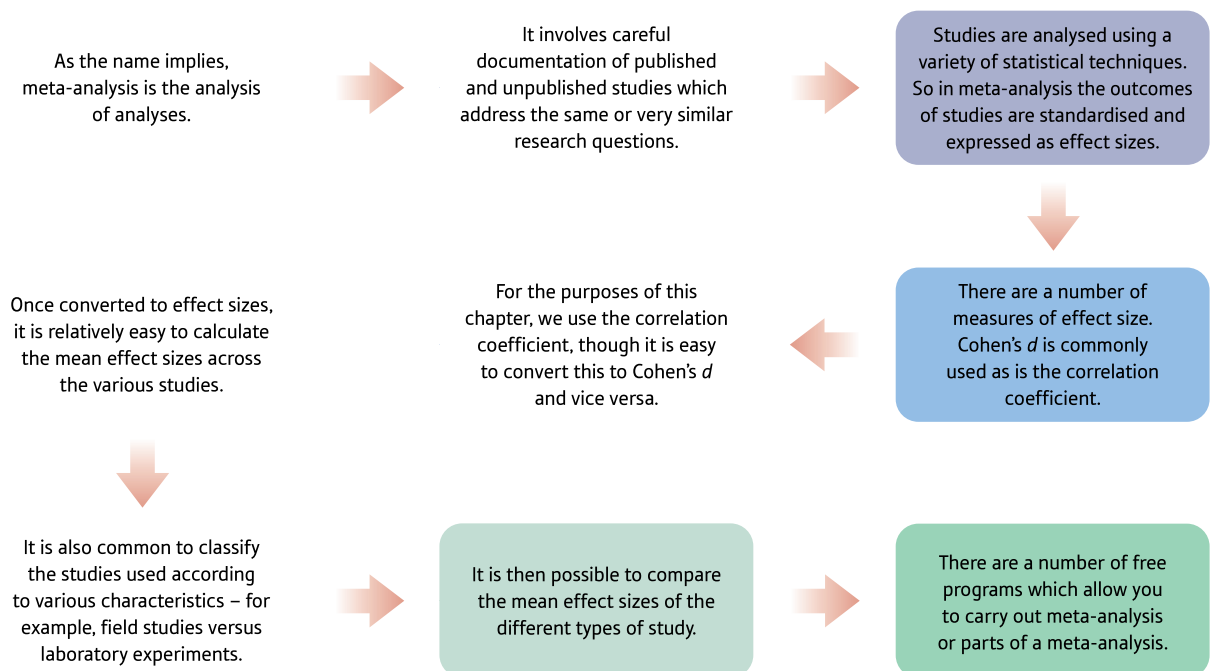 As the name implies,
meta-analysis is the analysis
of analyses.
It involves careful
documentation of published
and unpublished studies which
address the same or very similar
research questions.
Studies are analysed using a
variety of statistical techniques.
So in meta-analysis the outcomes
of studies are standardised and
expressed as effect sizes.
There are a number of
measures of effect size.
Cohen's d is commonly
used as is the correlation
coefficient.
For the purposes of this
chapter, we use the correlation
coefficient, though it is easy
to convert this to Cohen's d
and vice versa.
Once converted to effect sizes,
it is relatively easy to calculate
the mean effect sizes across
the various studies.
It is also common to classify
the studies used according
to various characteristics – for
example, field studies versus
laboratory experiments.
It is then possible to compare
the mean effect sizes of the
different types of study.
There are a number of free
programs which allow you
to carry out meta-analysis
or parts of a meta-analysis.